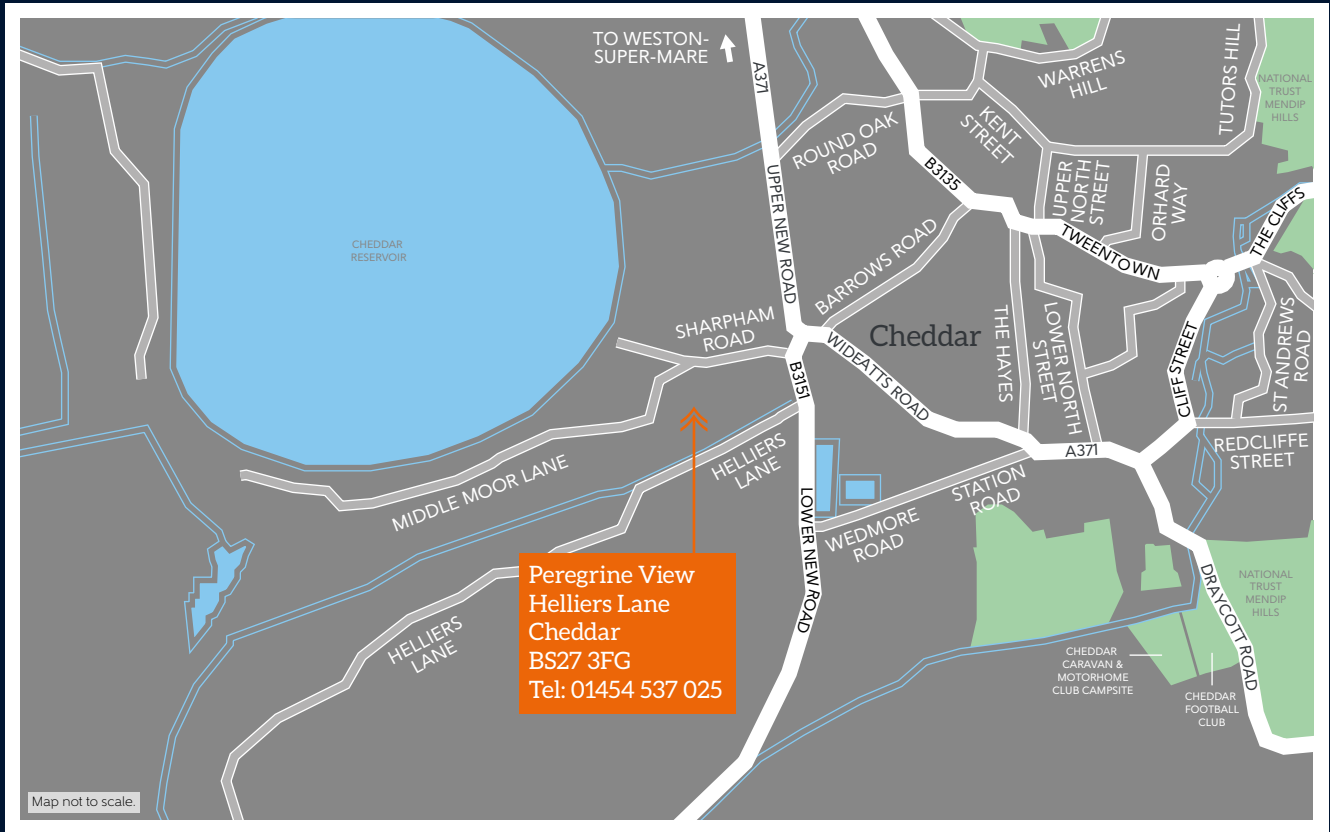 TO WESTON-
SUPER-MARE
A371
WARRENS
HILL
TUTORS HILL
NATIONAL
TRUST
MENDIP
HILLS
KENT
STREET
ROUND OAK
ROAD
B3135
UPPER
NORTH
STREET
ORHARD
WAY
UPPER NEW ROAD
THE CLIFFS
TWEENTOWN
BARROWS ROAD
CHEDDAR
RESERVOIR
SHARPHAM
ROAD
Cheddar
THE HAYES
LOWER NORTH
STREET
ST ANDREWS
ROAD
WIDEATTS ROAD
CLIFF STREET
B3151
A371
REDCLIFFE
STREET
HELLIERS
LANE
MIDDLE MOOR LANE
STATION
ROAD
WEDMORE
ROAD
LOWER NEW ROAD
Peregrine View
Helliers Lane
Cheddar
BS27 3FG
Tel: 01454 537 025
HELLIERS
LANE
DRAYCOTT ROAD
NATIONAL
TRUST
MENDIP
HILLS
CHEDDAR
CARAVAN &
MOTORHOME
CLUB CAMPSITE
CHEDDAR
FOOTBALL
CLUB
Map not to scale.